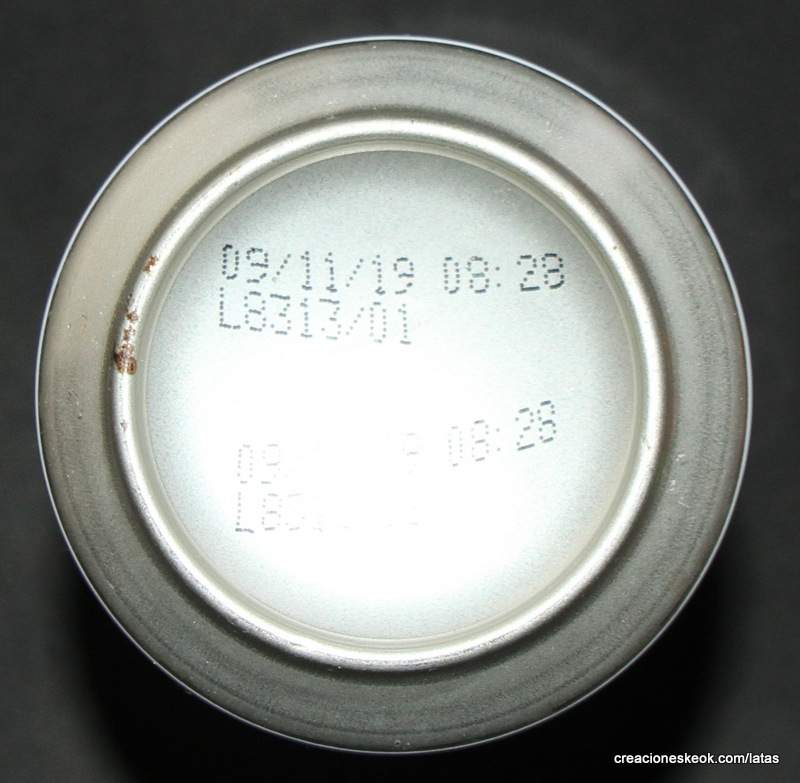 09/11/19 08:28
L8313/01
08:28
creacioneskeok.com/latas